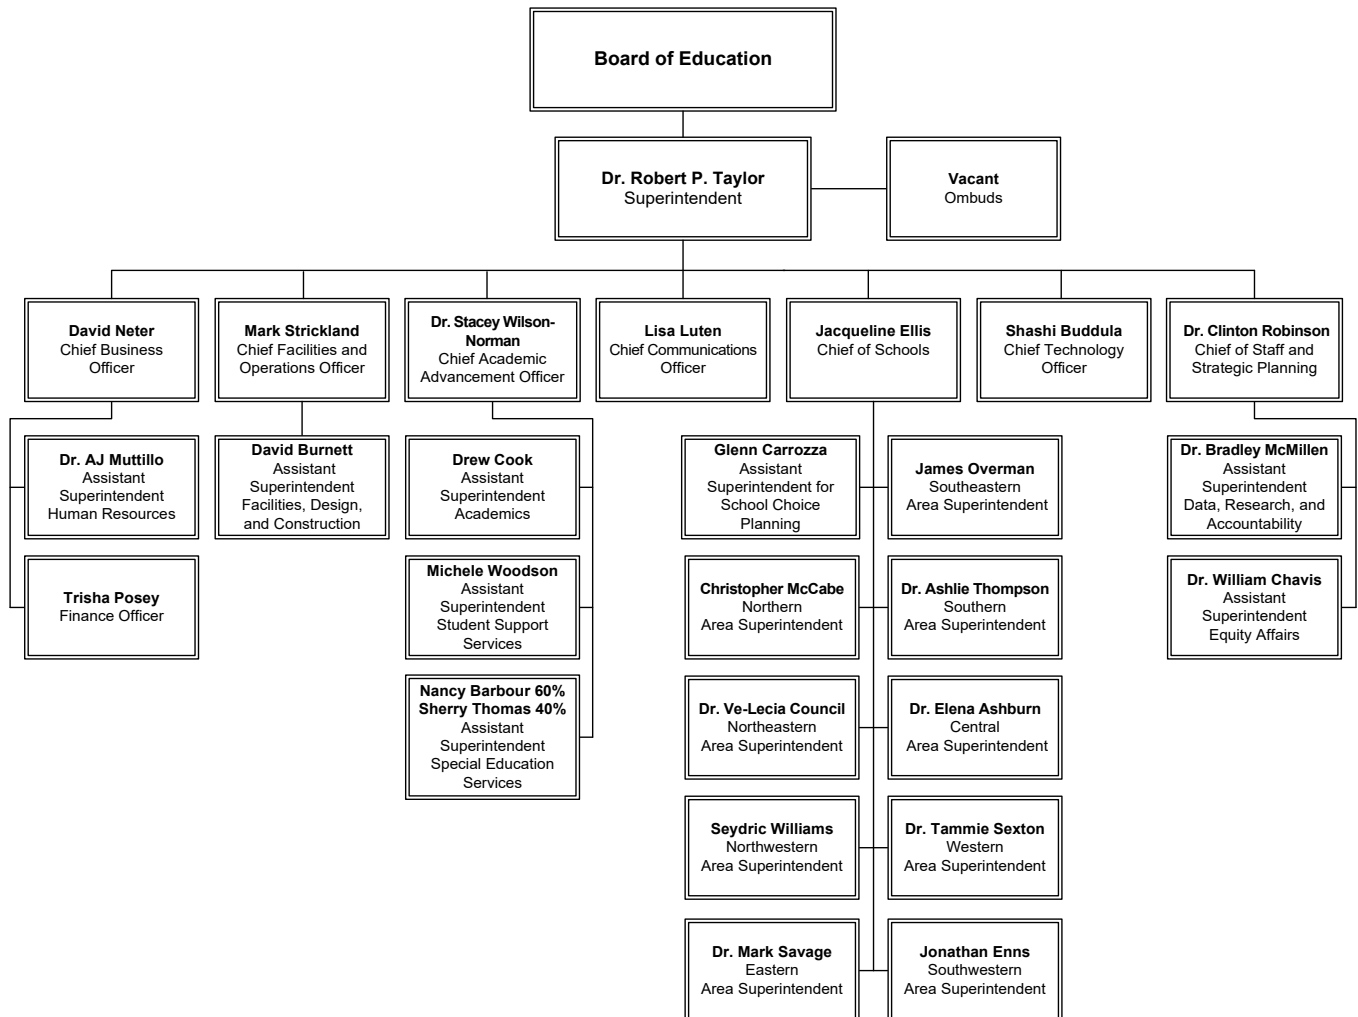 Board of Education
Dr. Robert P. Taylor
Superintendent
Vacant
Ombuds
David Neter
Chief Business
Officer
Mark Strickland
Chief Facilities and
Operations Officer
Dr. Stacey Wilson-
Norman
Chief Academic
Advancement Officer
Lisa Luten
Chief Communications
Officer
Jacqueline Ellis
Chief of Schools
Shashi Buddula
Chief Technology
Officer
Dr. Clinton Robinson
Chief of Staff and
Strategic Planning
Dr. AJ Muttillo
Assistant
Superintendent
Human Resources
David Burnett
Assistant
Superintendent
Facilities, Design,
and Construction
Drew Cook
Assistant
Superintendent
Academics
Glenn Carrozza
Assistant
Superintendent for
School Choice
Planning
James Overman
Southeastern
Area Superintendent
Dr. Bradley McMillen
Assistant
Superintendent
Data, Research, and
Accountability
Trisha Posey
Finance Officer
Michele Woodson
Assistant
Superintendent
Student Support
Services
Christopher McCabe
Northern
Area Superintendent
Dr. Ashlie Thompson
Southern
Area Superintendent
Dr. William Chavis
Assistant
Superintendent
Equity Affairs
Nancy Barbour 60%
Sherry Thomas 40%
Assistant
Superintendent
Special Education
Services
Dr. Ve-Lecia Council
Northeastern
Area Superintendent
Dr. Elena Ashburn
Central
Area Superintendent
Seydric Williams
Northwestern
Area Superintendent
Dr. Tammie Sexton
Western
Area Superintendent
Dr. Mark Savage
Eastern
Area Superintendent
Jonathan Enns
Southwestern
Area Superintendent